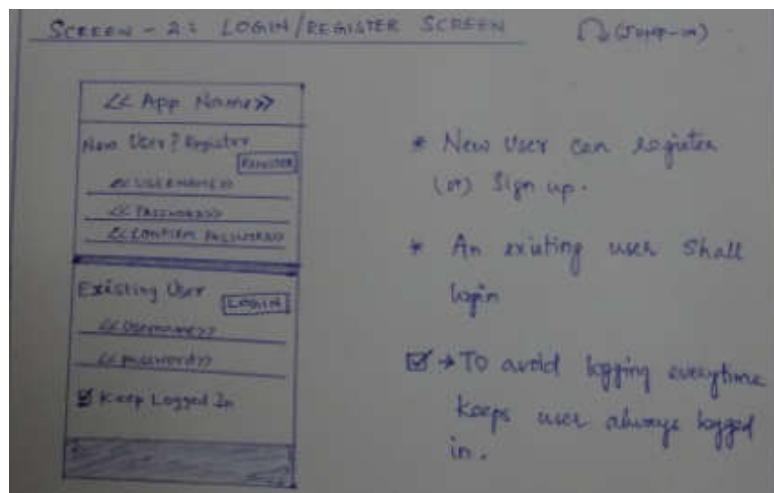 SCREEN - 2: LOGIN/REGISTER SCREEN
<< App Name>>
New User? Register
REGISTER
<< USERNAME>>
<< PASSWORD>>
<< CONFIRM PASSWORD>>
Existing User
LOGIN
<< Username>>
<< password>>
Keep Logged In
* New User can register
(or) Sign up.
* An existing user Shall
login
→ To avoid logging everytime
keeps user always logged
in.